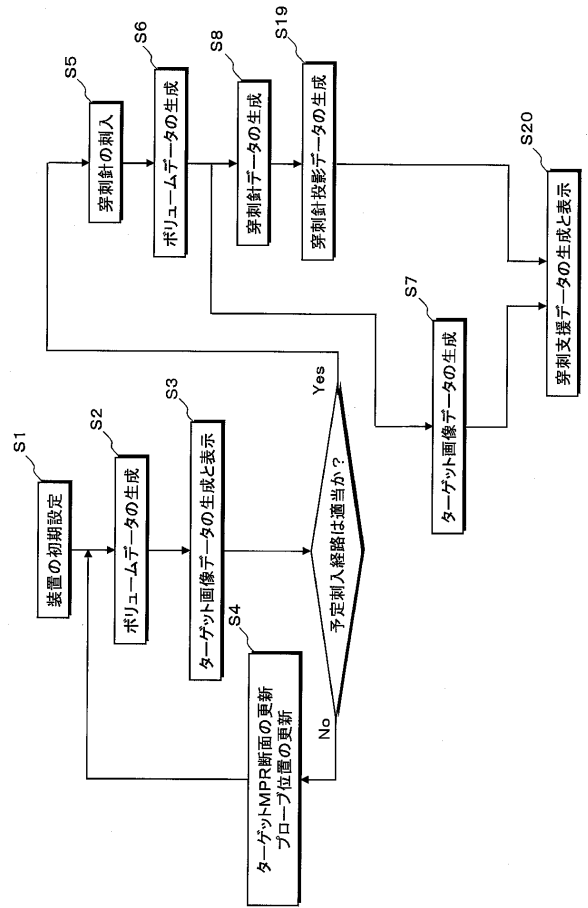 S1
装置の初期設定
S2
ボリュームデータの生成
S3
ターゲット画像データの生成と表示
予定刺入経路は適当か?
No
Yes
S4
ターゲットMPR断面の更新
プローブ位置の更新
S5
穿刺針の刺入
S6
ボリュームデータの生成
S8
穿刺針データの生成
S19
穿刺針投影データの生成
S7
ターゲット画像データの生成
S20
穿刺支援データの生成と表示